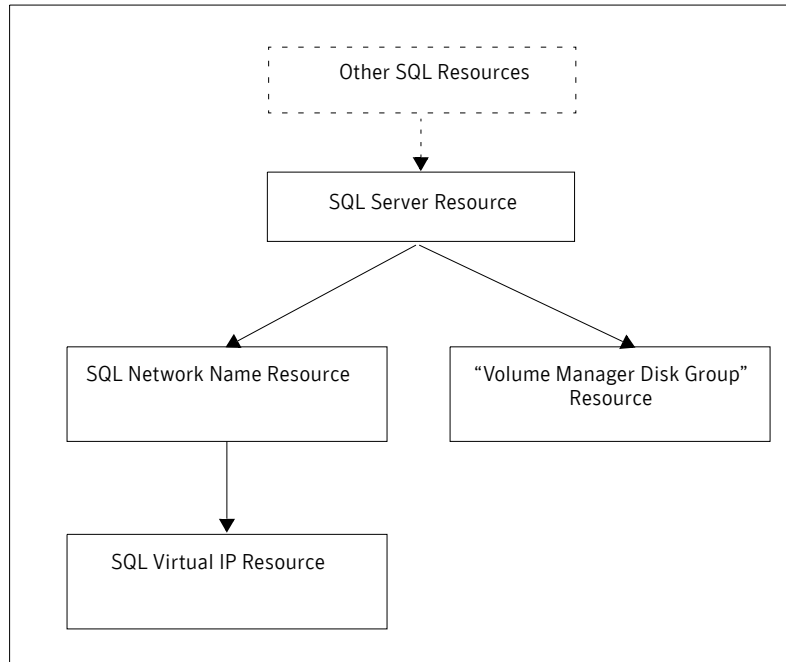 Other SQL Resources
SQL Server Resource
SQL Network Name Resource
“Volume Manager Disk Group”
Resource
SQL Virtual IP Resource